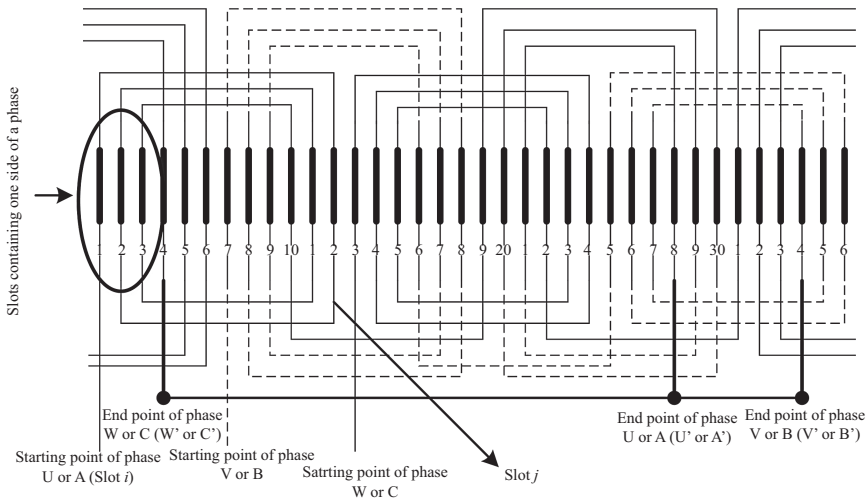 Slots containing one side of a phase
1 2 3 4 5 6 7 8 9 10 1 2 3 4 5 6 7 8 9 20 1 2 3 4 5 6 7 8 9 30 1 2 3 4 5 6
End point of phase
W or C (W' or C')
End point of phase
U or A (U' or A')
End point of phase
V or B (V' or B')
Starting point of phase
U or A (Slot i)
Starting point of phase
V or B
Satrting point of phase
W or C
Slot j